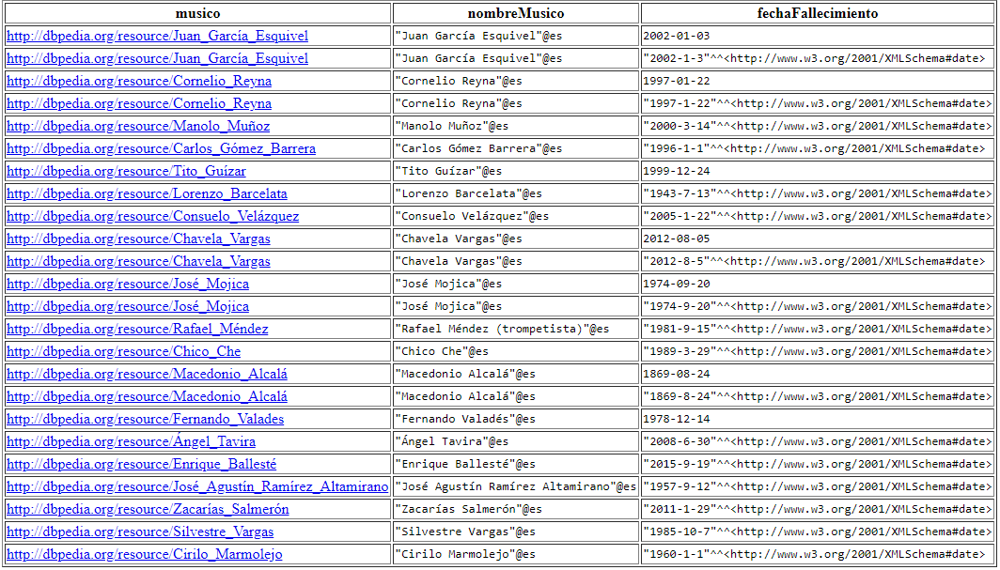 musico nombreMusico fechaFallecimiento
http://dbpedia.org/resource/Juan_García_Esquivel "Juan García Esquivel"@es 2002-01-03
http://dbpedia.org/resource/Juan_García_Esquivel "Juan García Esquivel"@es "2002-1-3"^^<http://www.w3.org/2001/XMLSchema#date>
http://dbpedia.org/resource/Cornelio_Reyna "Cornelio Reyna"@es 1997-01-22
http://dbpedia.org/resource/Cornelio_Reyna "Cornelio Reyna"@es "1997-1-22"^^<http://www.w3.org/2001/XMLSchema#date>
http://dbpedia.org/resource/Manolo_Muñoz "Manolo Muñoz"@es "2000-3-14"^^<http://www.w3.org/2001/XMLSchema#date>
http://dbpedia.org/resource/Carlos_Gómez_Barrera "Carlos Gómez Barrera"@es "1996-1-1"^^<http://www.w3.org/2001/XMLSchema#date>
http://dbpedia.org/resource/Tito_Guízar "Tito Guízar"@es 1999-12-24
http://dbpedia.org/resource/Lorenzo_Barcelata "Lorenzo Barcelata"@es "1943-7-13"^^<http://www.w3.org/2001/XMLSchema#date>
http://dbpedia.org/resource/Consuelo_Velázquez "Consuelo Velázquez"@es "2005-1-22"^^<http://www.w3.org/2001/XMLSchema#date>
http://dbpedia.org/resource/Chavela_Vargas "Chavela Vargas"@es 2012-08-05
http://dbpedia.org/resource/Chavela_Vargas "Chavela Vargas"@es "2012-8-5"^^<http://www.w3.org/2001/XMLSchema#date>
http://dbpedia.org/resource/José_Mojica "José Mojica"@es 1974-09-20
http://dbpedia.org/resource/José_Mojica "José Mojica"@es "1974-9-20"^^<http://www.w3.org/2001/XMLSchema#date>
http://dbpedia.org/resource/Rafael_Méndez "Rafael Méndez (trompetista)"@es "1981-9-15"^^<http://www.w3.org/2001/XMLSchema#date>
http://dbpedia.org/resource/Chico_Che "Chico Che"@es "1989-3-29"^^<http://www.w3.org/2001/XMLSchema#date>
http://dbpedia.org/resource/Macedonio_Alcalá "Macedonio Alcalá"@es 1869-08-24
http://dbpedia.org/resource/Macedonio_Alcalá "Macedonio Alcalá"@es "1869-8-24"^^<http://www.w3.org/2001/XMLSchema#date>
http://dbpedia.org/resource/Fernando_Valades "Fernando Valadés"@es 1978-12-14
http://dbpedia.org/resource/Ángel_Tavira "Ángel Tavira"@es "2008-6-30"^^<http://www.w3.org/2001/XMLSchema#date>
http://dbpedia.org/resource/Enrique_Ballesté "Enrique Ballesté"@es "2015-9-19"^^<http://www.w3.org/2001/XMLSchema#date>
http://dbpedia.org/resource/José_Agustín_Ramírez_Altamirano "José Agustín Ramírez Altamirano"@es "1957-9-12"^^<http://www.w3.org/2001/XMLSchema#date>
http://dbpedia.org/resource/Zacarías_Salmerón "Zacarías Salmerón"@es "2011-1-29"^^<http://www.w3.org/2001/XMLSchema#date>
http://dbpedia.org/resource/Silvestre_Vargas "Silvestre Vargas"@es "1985-10-7"^^<http://www.w3.org/2001/XMLSchema#date>
http://dbpedia.org/resource/Cirilo_Marmolejo "Cirilo Marmolejo"@es "1960-1-1"^^<http://www.w3.org/2001/XMLSchema#date>